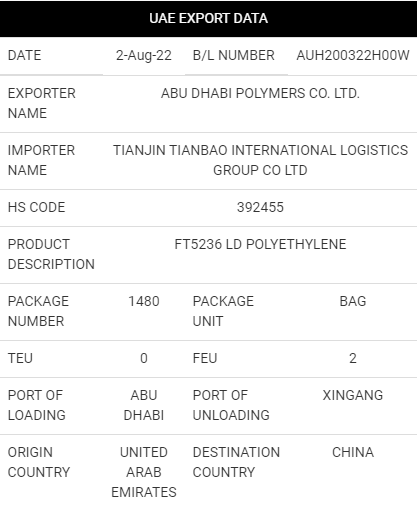 UAE EXPORT DATA
DATE 2-Aug-22 B/L NUMBER AUH200322H00W
EXPORTER NAME ABU DHABI POLYMERS CO. LTD.
IMPORTER NAME TIANJIN TIANBAO INTERNATIONAL LOGISTICS GROUP CO LTD
HS CODE 392455
PRODUCT DESCRIPTION FT5236 LD POLYETHYLENE
PACKAGE NUMBER 1480 PACKAGE UNIT BAG
TEU 0 FEU 2
PORT OF LOADING ABU DHABI PORT OF UNLOADING XINGANG
ORIGIN COUNTRY UNITED ARAB EMIRATES DESTINATION COUNTRY CHINA